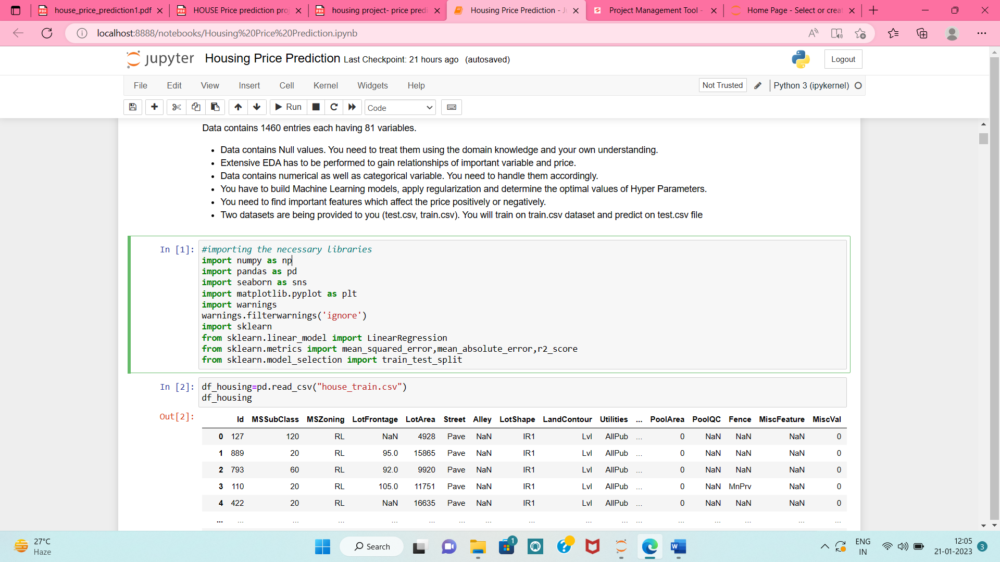 house_price_prediction1.pdf
HOUSE Price prediction pro
housing project- price predi
Housing Price Prediction - J
Project Management Tool -
Home Page - Select or creat
localhost:8888/notebooks/Housing%20Price%20Prediction.ipynb
jupyter Housing Price Prediction Last Checkpoint: 21 hours ago (autosaved)
Logout
File Edit View Insert Cell Kernel Widgets Help
Not Trusted Python 3 (ipykernel)
Run Code
Data contains 1460 entries each having 81 variables.
• Data contains Null values. You need to treat them using the domain knowledge and your own understanding.
• Extensive EDA has to be performed to gain relationships of important variable and price.
• Data contains numerical as well as categorical variable. You need to handle them accordingly.
• You have to build Machine Learning models, apply regularization and determine the optimal values of Hyper Parameters.
• You need to find important features which affect the price positively or negatively.
• Two datasets are being provided to you (test.csv, train.csv). You will train on train.csv dataset and predict on test.csv file
In [1]: #importing the necessary libraries
import numpy as np
import pandas as pd
import seaborn as sns
import matplotlib.pyplot as plt
import warnings
warnings.filterwarnings('ignore')
import sklearn
from sklearn.linear_model import LinearRegression
from sklearn.metrics import mean_squared_error,mean_absolute_error,r2_score
from sklearn.model_selection import train_test_split
In [2]: df_housing=pd.read_csv("house_train.csv")
df_housing
Out[2]:
Id MSSubClass MSZoning LotFrontage LotArea Street Alley LotShape LandContour Utilities ... PoolArea PoolQC Fence MiscFeature MiscVal
0 127 120 RL NaN 4928 Pave NaN IR1 Lvl AllPub ... 0 NaN NaN NaN 0
1 889 20 RL 95.0 15865 Pave NaN IR1 Lvl AllPub ... 0 NaN NaN NaN 0
2 793 60 RL 92.0 9920 Pave NaN IR1 Lvl AllPub ... 0 NaN NaN NaN 0
3 110 20 RL 105.0 11751 Pave NaN IR1 Lvl AllPub ... 0 NaN MnPrv NaN 0
4 422 20 RL NaN 16635 Pave NaN IR1 Lvl AllPub ... 0 NaN NaN NaN 0
... ... ... ... ... ... ... ... ... ... ... ... ... ... ... ... ...
27°C
Haze
Search
1
ENG
IN
12:05
21-01-2023
3